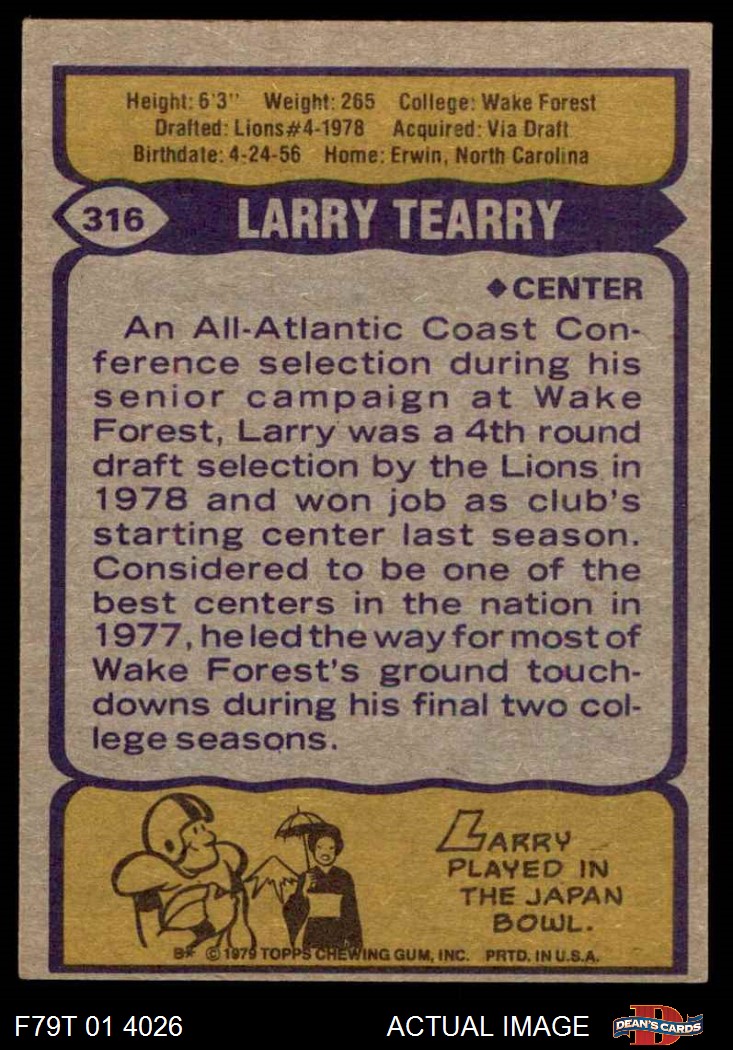 Height: 6'3" Weight: 265 College: Wake Forest
Drafted: Lions#4-1978 Acquired: Via Draft
Birthdate: 4-24-56 Home: Erwin, North Carolina
316 LARRY TEARRY
◆CENTER
An All-Atlantic Coast Con-
ference selection during his
senior campaign at Wake
Forest, Larry was a 4th round
draft selection by the Lions in
1978 and won job as club's
starting center last season.
Considered to be one of the
best centers in the nation in
1977, he led the way for most of
Wake Forest's ground touch-
downs during his final two col-
lege seasons.
LARRY
PLAYED IN
THE JAPAN
BOWL.
B* © 1979 TOPPS CHEWING GUM, INC. PRTD. IN U.S.A.
F79T 01 4026 ACTUAL IMAGE D DEAN'S CARDS